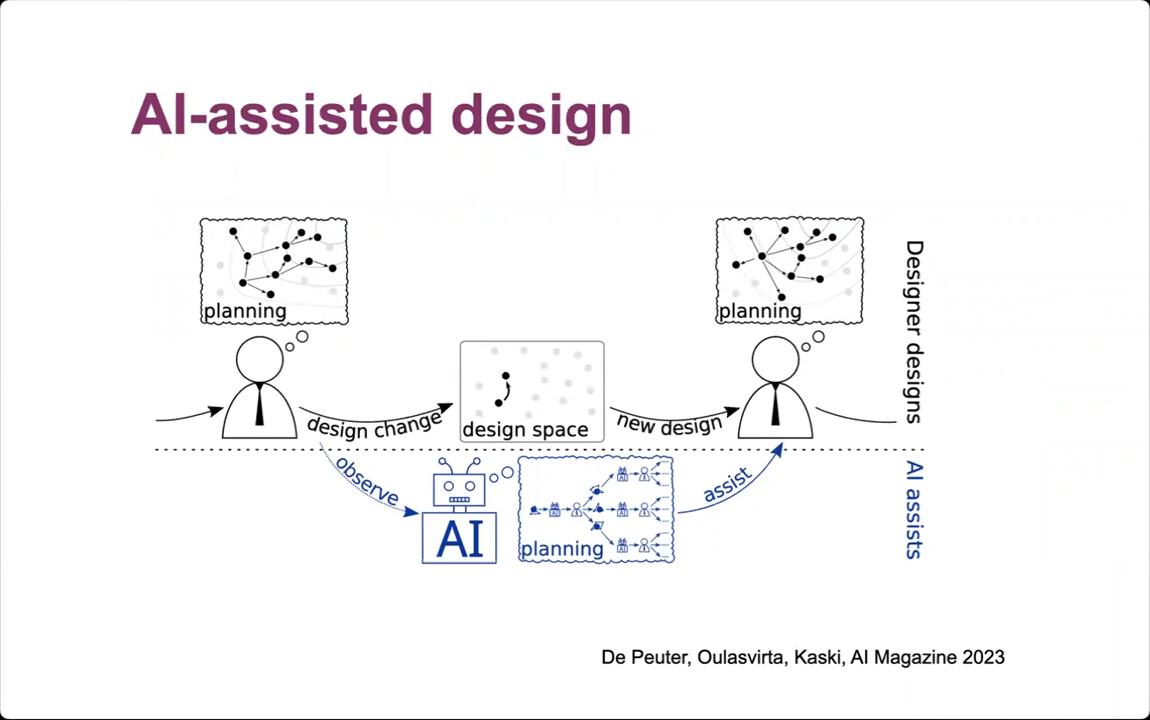 AI-assisted design
planning
planning
Designer designs
design change
design space
new design
observe
AI
planning
assist
AI assists
De Peuter, Oulasvirta, Kaski, AI Magazine 2023